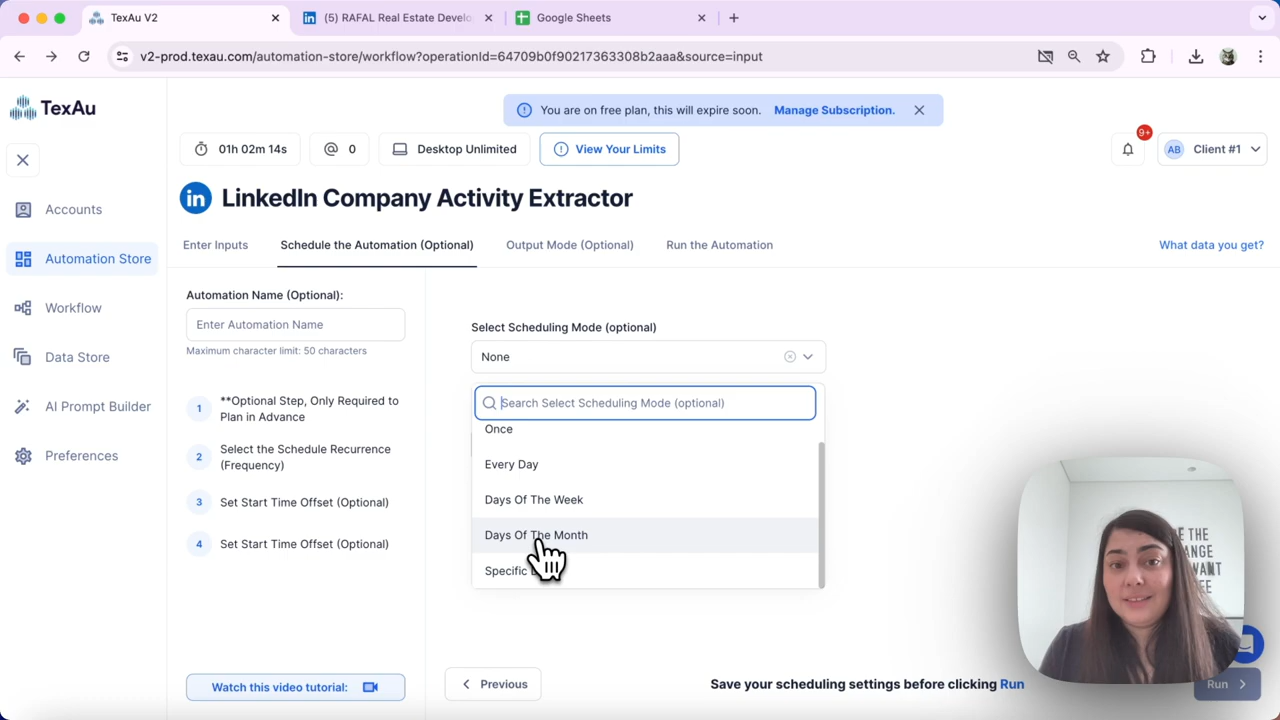 TexAu V2
(5) RAFAL Real Estate Develo
Google Sheets
v2-prod.texau.com/automation-store/workflow?operationId=64709b0f90217363308b2aaa&source=input
TexAu
You are on free plan, this will expire soon. Manage Subscription.
01h 02m 14s
0
Desktop Unlimited
View Your Limits
9+
AB Client #1
LinkedIn Company Activity Extractor
Accounts
Automation Store
Workflow
Data Store
AI Prompt Builder
Preferences
Enter Inputs
Schedule the Automation (Optional)
Output Mode (Optional)
Run the Automation
What data you get?
Automation Name (Optional):
Enter Automation Name
Maximum character limit: 50 characters
1 **Optional Step, Only Required to
Plan in Advance
2 Select the Schedule Recurrence
(Frequency)
3 Set Start Time Offset (Optional)
4 Set Start Time Offset (Optional)
Watch this video tutorial:
Select Scheduling Mode (optional)
None
Search Select Scheduling Mode (optional)
Once
Every Day
Days Of The Week
Days Of The Month
Specific
Previous
Save your scheduling settings before clicking Run
Run